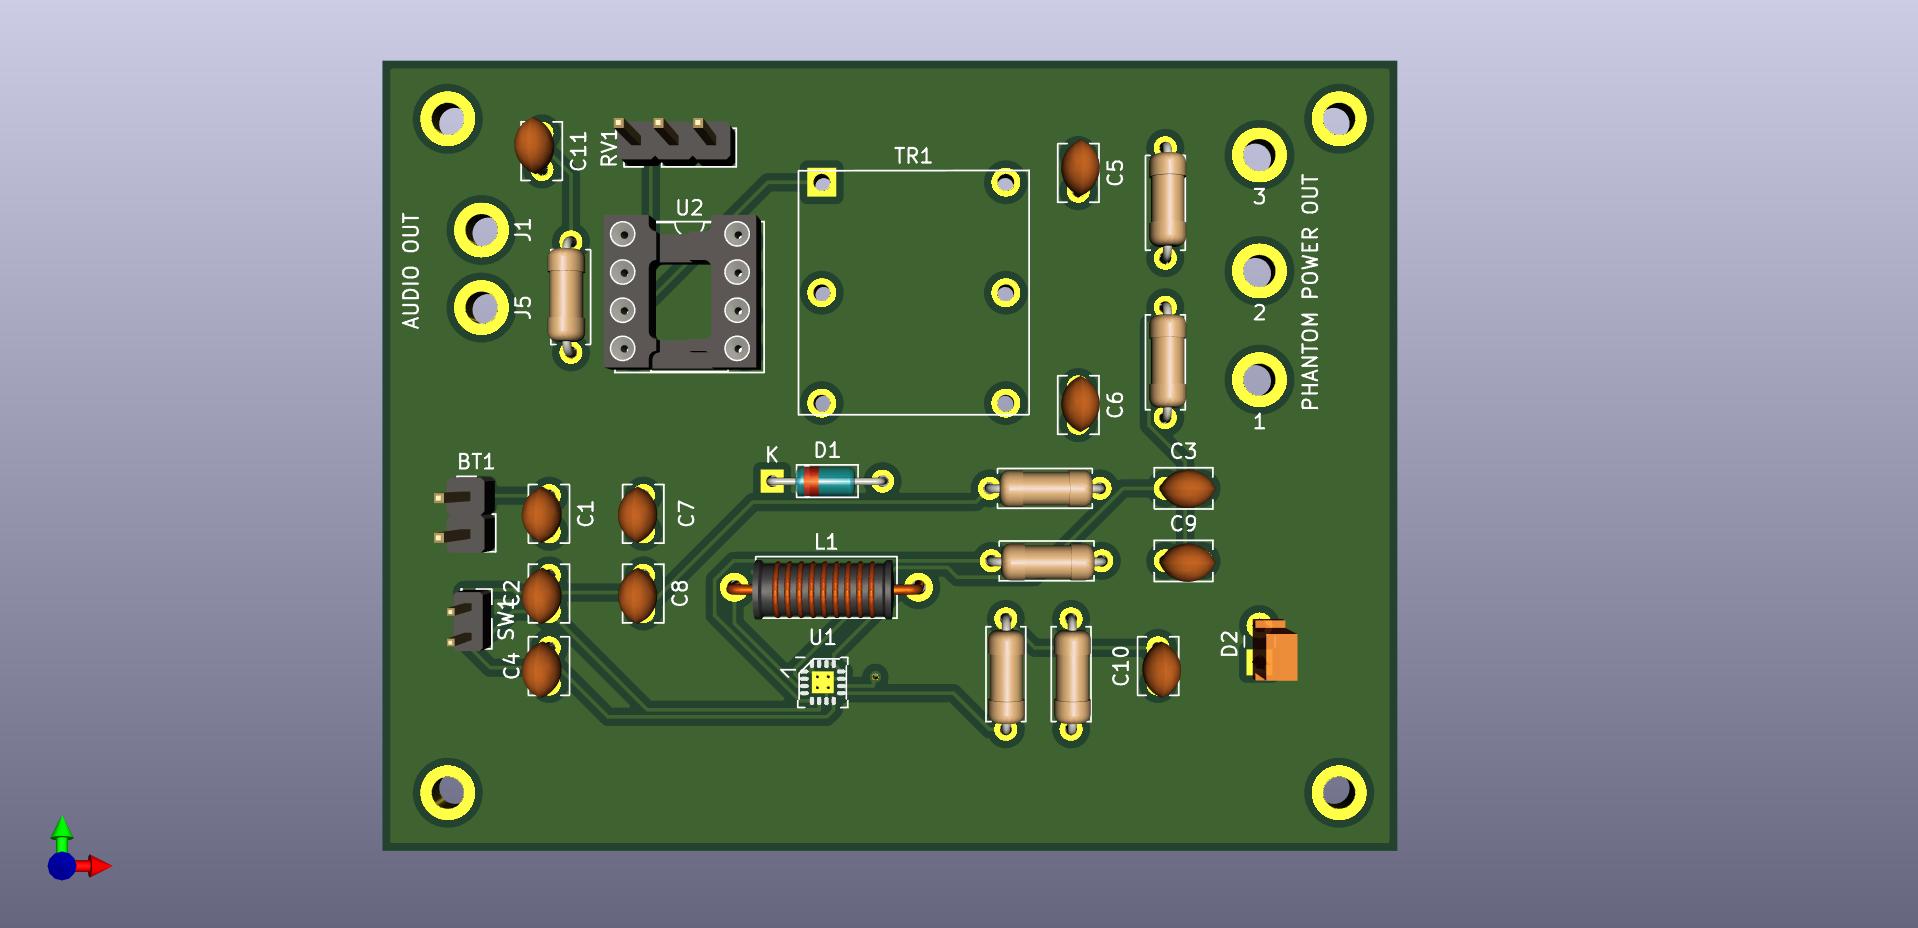 C11
RV1
TR1
C5
3
U2
AUDIO OUT
J1
J5
2
PHANTOM POWER OUT
C6
1
BT1
K
D1
C3
C1
C7
C9
L1
C2
C8
SW1
U1
C4
C10
D2